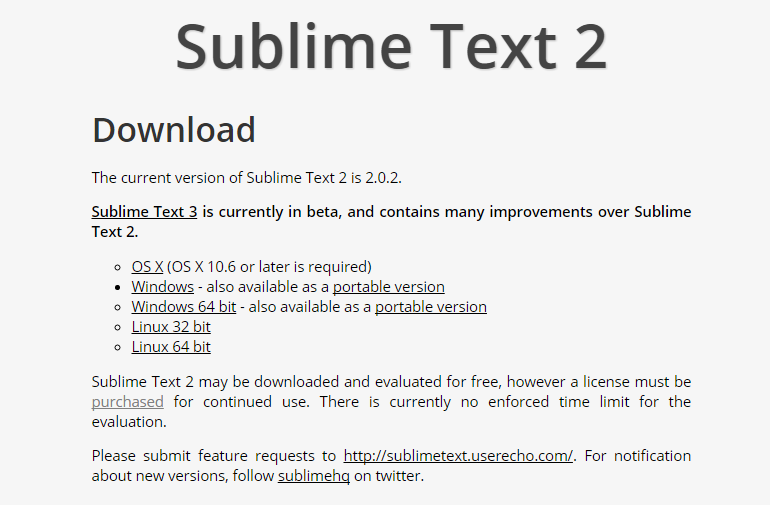 Sublime Text 2
Download
The current version of Sublime Text 2 is 2.0.2.
Sublime Text 3 is currently in beta, and contains many improvements over Sublime
Text 2.
OS X (OS X 10.6 or later is required)
Windows - also available as a portable version
Windows 64 bit - also available as a portable version
Linux 32 bit
Linux 64 bit
Sublime Text 2 may be downloaded and evaluated for free, however a license must be
purchased for continued use. There is currently no enforced time limit for the
evaluation.
Please submit feature requests to http://sublimetext.userecho.com/. For notification
about new versions, follow sublimehq on twitter.